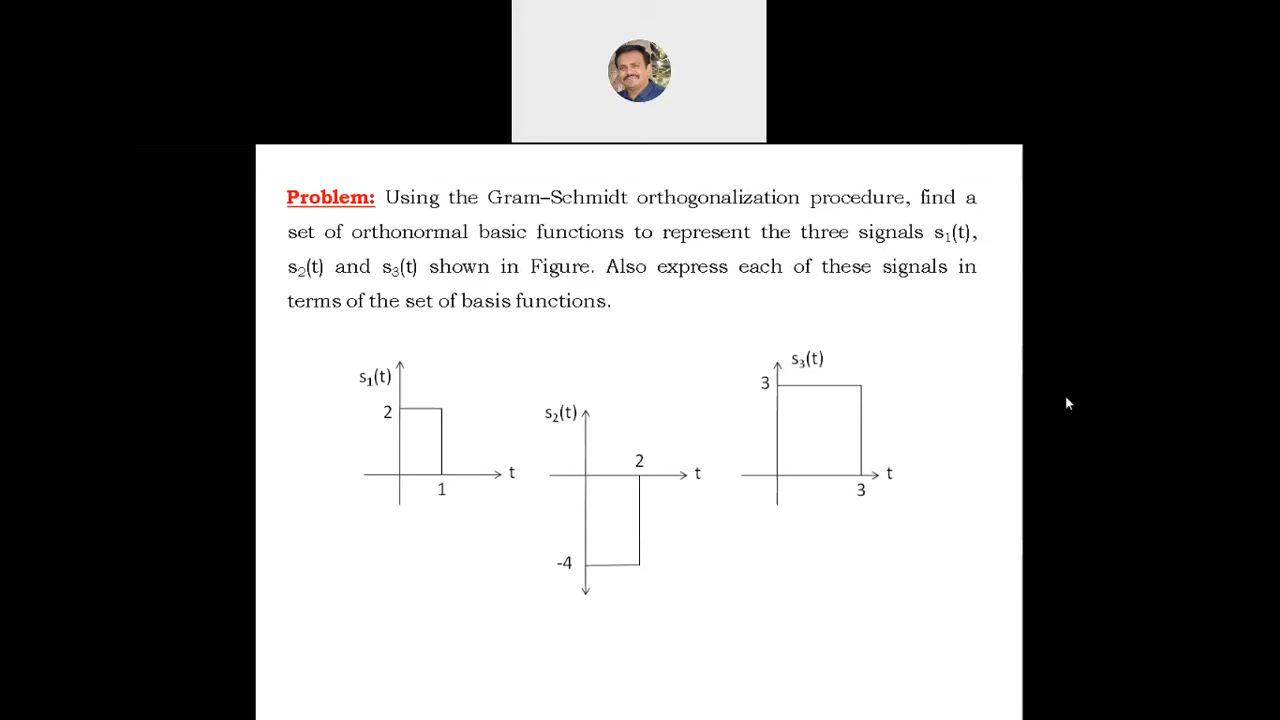 Problem: Using the Gram–Schmidt orthogonalization procedure, find a
set of orthonormal basic functions to represent the three signals s₁(t),
s₂(t) and s₃(t) shown in Figure. Also express each of these signals in
terms of the set of basis functions.
s₁(t)
2
t
1
s₂(t)
2
t
-4
s₃(t)
3
t
3